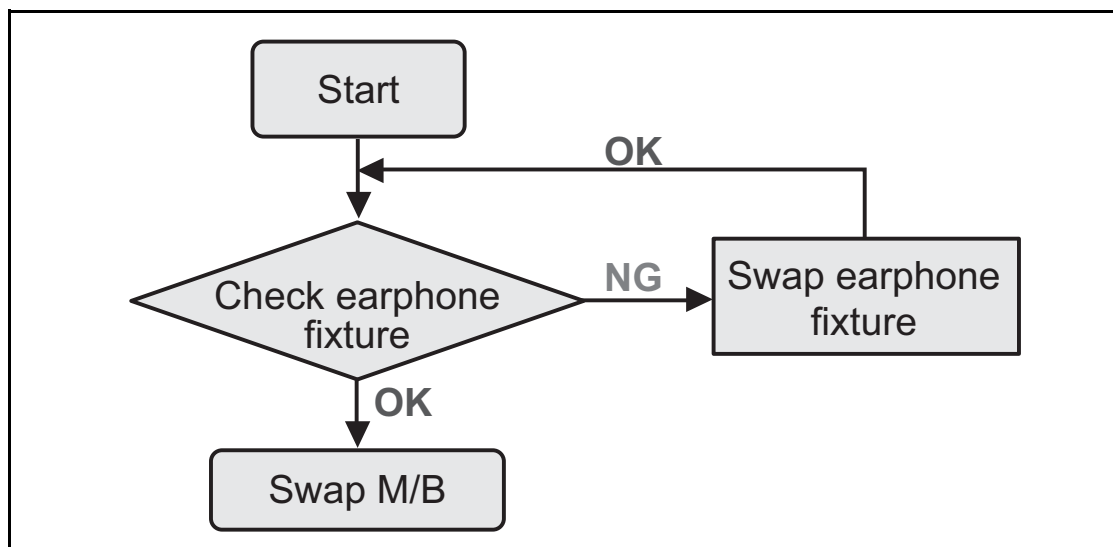 Start
OK
Check earphone
fixture
NG
Swap earphone
fixture
OK
Swap M/B